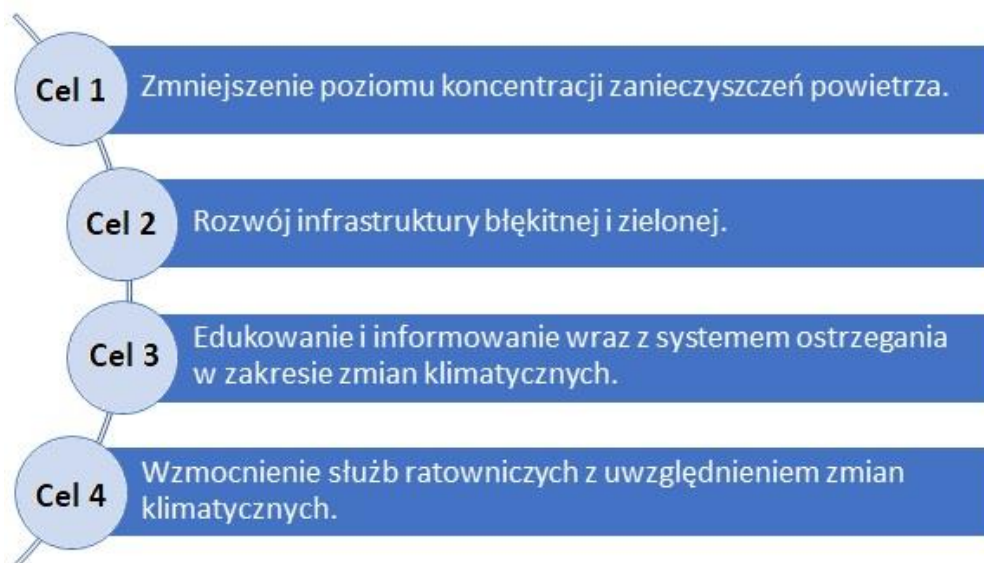 Cel 1
Zmniejszenie poziomu koncentracji zanieczyszczeń powietrza.
Cel 2
Rozwój infrastruktury błękitnej i zielonej.
Cel 3
Edukowanie i informowanie wraz z systemem ostrzegania
w zakresie zmian klimatycznych.
Cel 4
Wzmocnienie służb ratowniczych z uwzględnieniem zmian
klimatycznych.